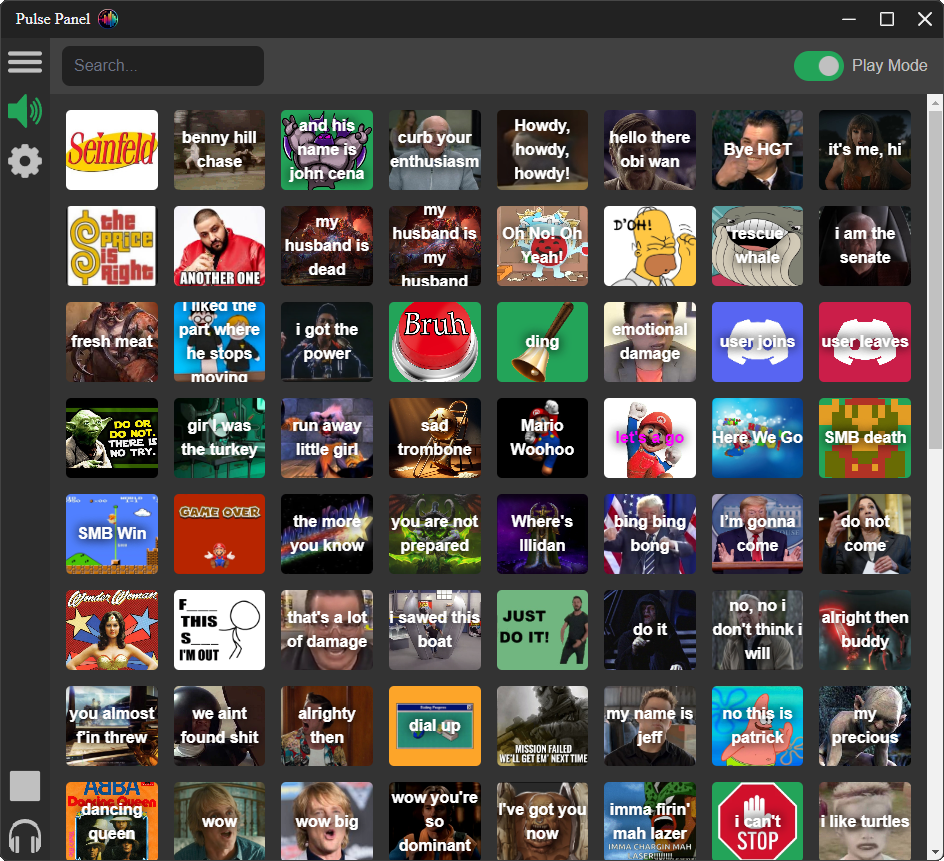 Pulse Panel
Search...
Play Mode
Seinfeld
benny hill
chase
and his
name is
john cena
curb your
enthusiasm
Howdy,
howdy,
howdy!
hello there
obi wan
Bye HGT
it's me, hi
the
price
is
Right
ANOTHER ONE
my
husband is
dead
my
husband is
my
husband
Oh No! Oh
Yeah!
D'OH!
rescue
whale
i am the
senate
fresh meat
i liked the
part where
he stops
moving
i got the
power
Bruh
ding
emotional
damage
user joins
user leaves
DO OR
DO NOT.
THERE IS
NO TRY.
girl was
the turkey
run away
little girl
sad
trombone
Mario
Woohoo
let's a go
Here We Go
SMB death
SMB Win
GAME OVER
the more
you know
you are not
prepared
Where's
Illidan
bing bing
bong
I'm gonna
come
do not
come
Wonder Woman
F____
THIS
S____
I'M OUT
that's a lot
of damage
i sawed this
boat
JUST
DO IT!
do it
no, no i
don't think i
will
alright then
buddy
you almost
f'in threw
we aint
found shit
alrighty
then
dial up
MISSION FAILED
WE'LL GET EM' NEXT TIME
my name is
jeff
no this is
patrick
my
precious
ABBA
Dancing Queen
dancing
queen
wow
wow big
wow you're
so
dominant
I've got you
now
imma firin'
mah lazer
IMMA CHARGIN MAH
LASER!!!!!!!
i can't
STOP
i like turtles